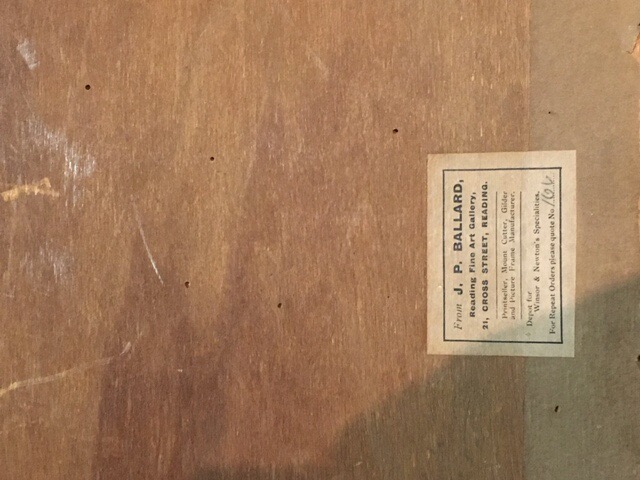 From J. P. BALLARD,
Reading Fine Art Gallery,
21, CROSS STREET, READING.
Printseller, Mount Cutter, Gilder
and Picture Frame Manufacturer.
Depot for
Winsor & Newton's Specialities.
For Repeat Orders please quote No.